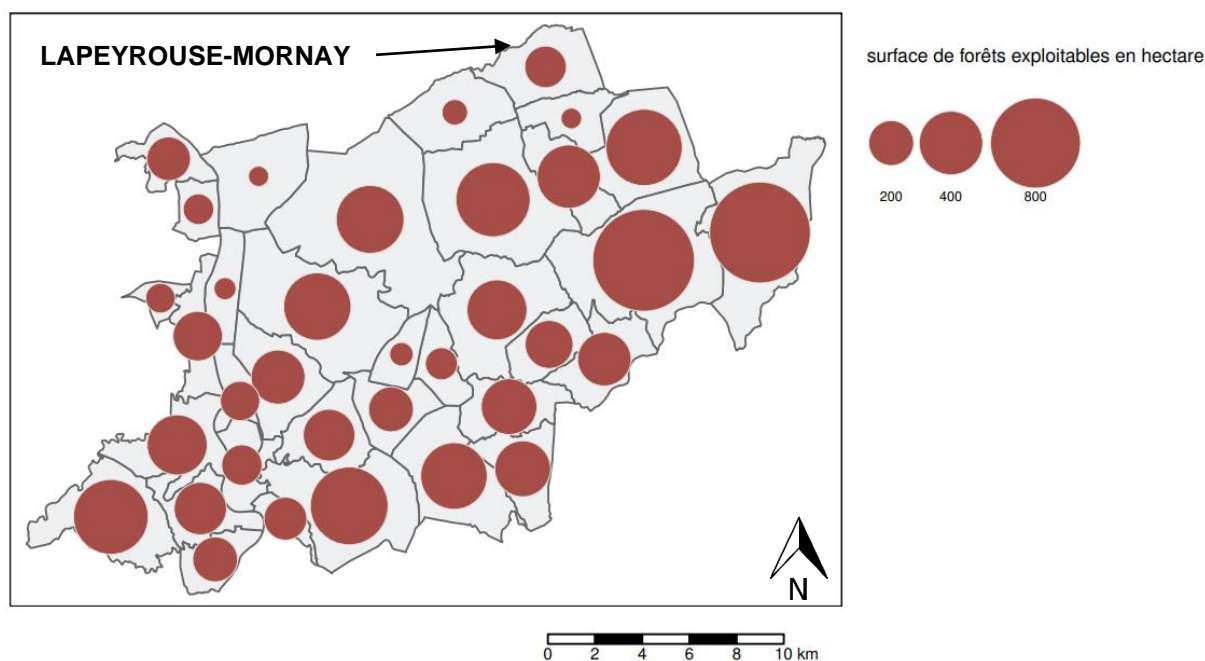 LAPEYROUSE-MORNAY
surface de forêts exploitables en hectare
200 400 800
N
0 2 4 6 8 10 km